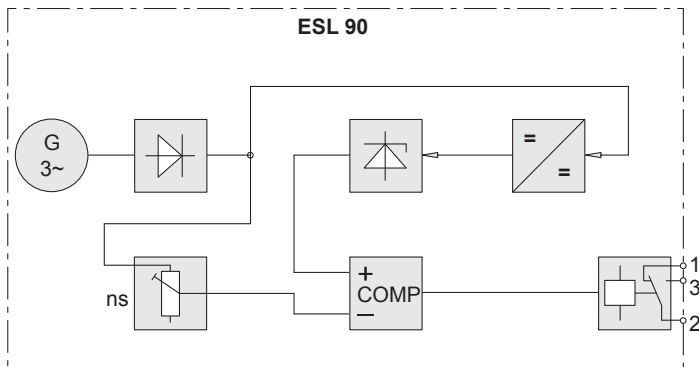 ESL 90
G
3~
=
=
ns
+
COMP
–
1
3
2